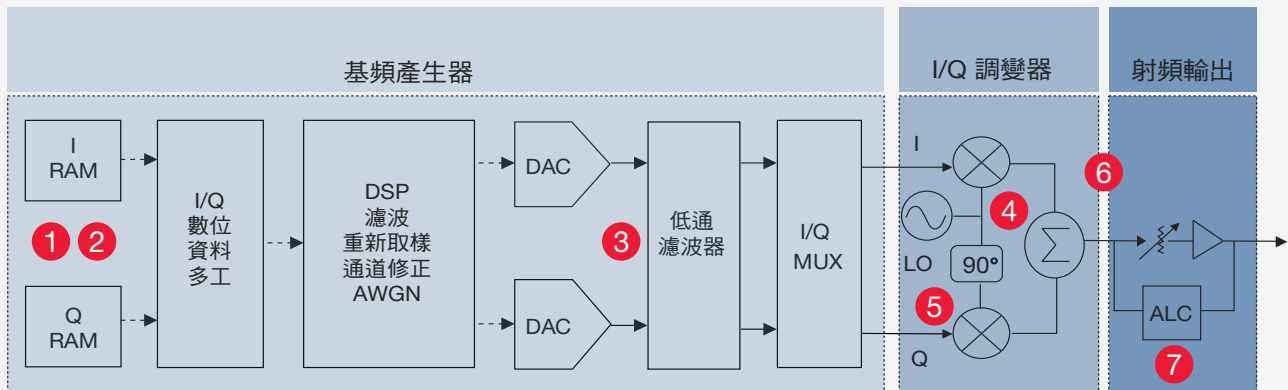 基頻產生器
I/Q 調變器
射頻輸出
I
RAM
Q
RAM
1
2
I/Q
數位
資料
多工
DSP
濾波
重新取樣
通道修正
AWGN
DAC
DAC
3
低通
濾波器
I/Q
MUX
I
LO
90°
Q
4
5
Σ
6
ALC
7